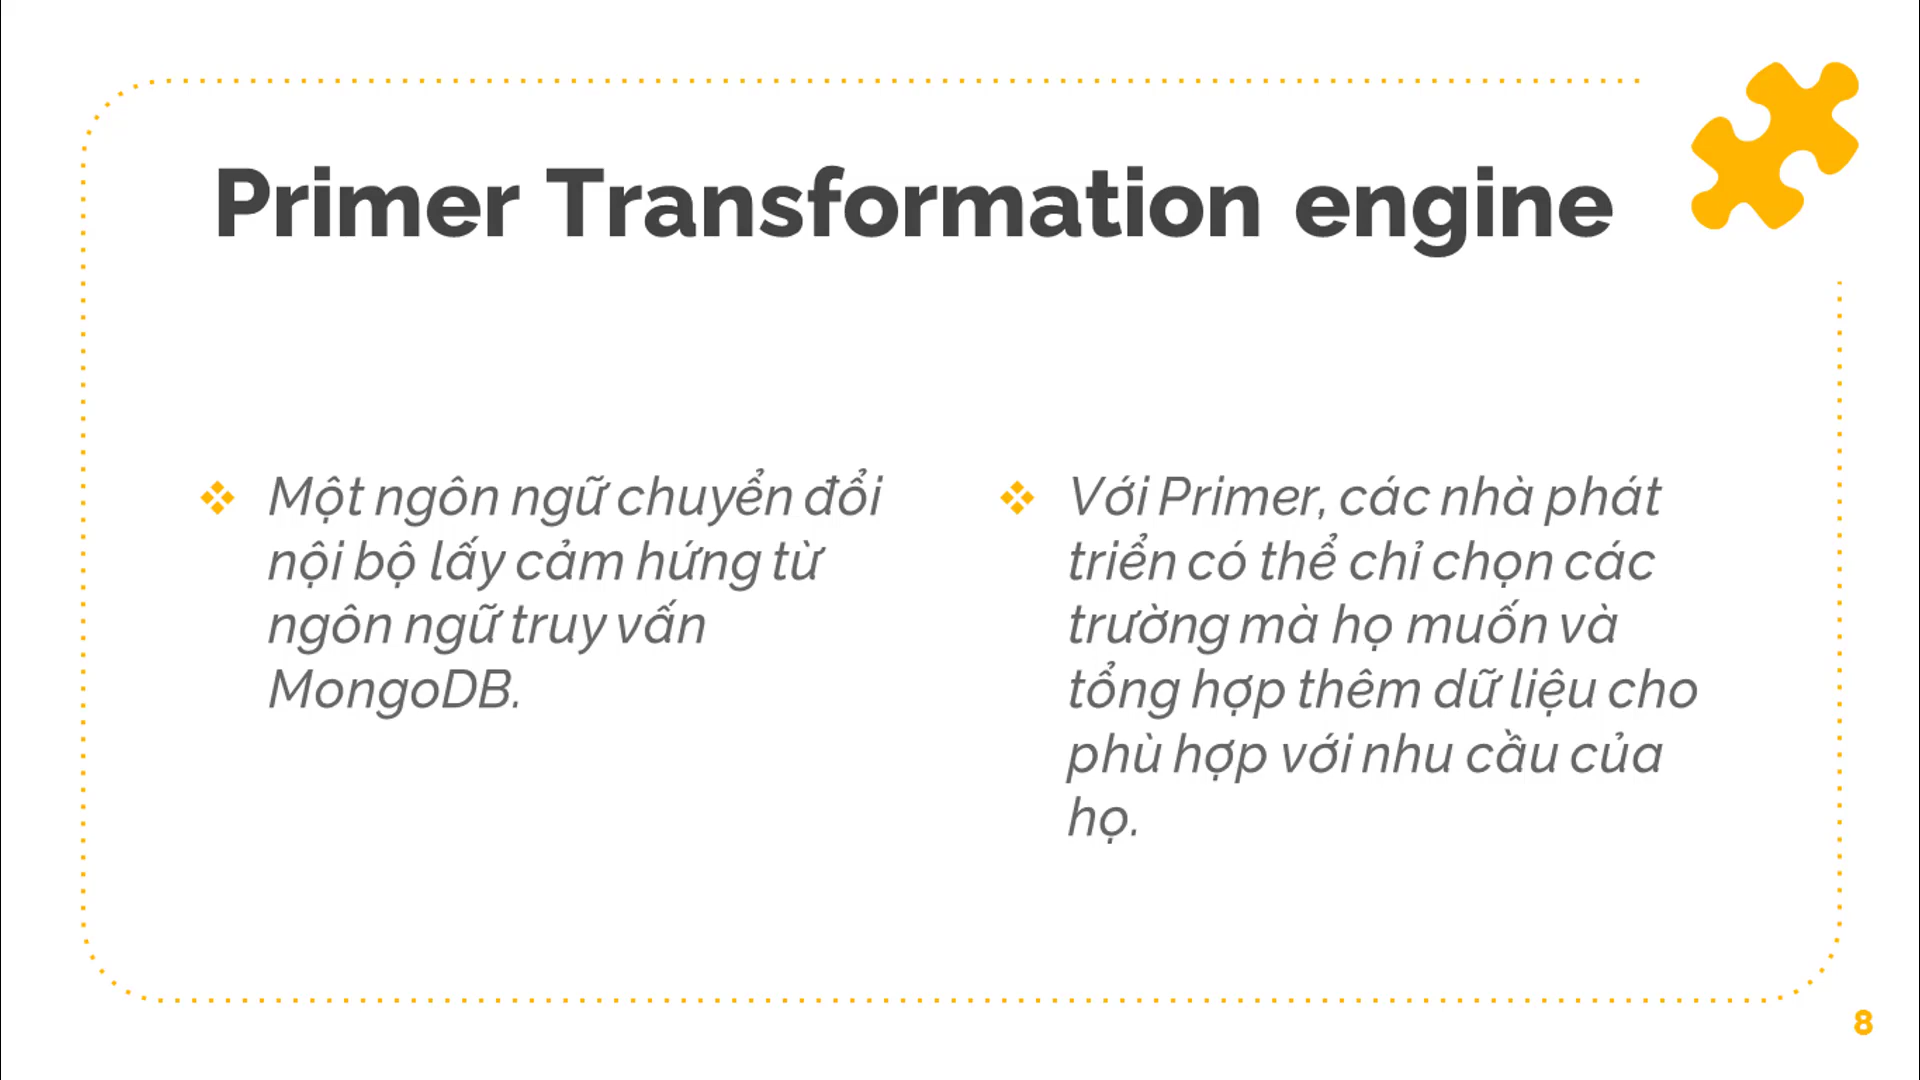 Primer Transformation engine
Một ngôn ngữ chuyển đổi
nội bộ lấy cảm hứng từ
ngôn ngữ truy vấn
MongoDB.
Với Primer, các nhà phát
triển có thể chỉ chọn các
trường mà họ muốn và
tổng hợp thêm dữ liệu cho
phù hợp với nhu cầu của
họ.
8